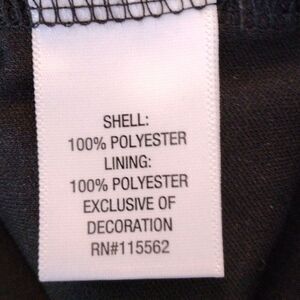 SHELL:
100% POLYESTER
LINING:
100% POLYESTER
EXCLUSIVE OF
DECORATION
RN#115562